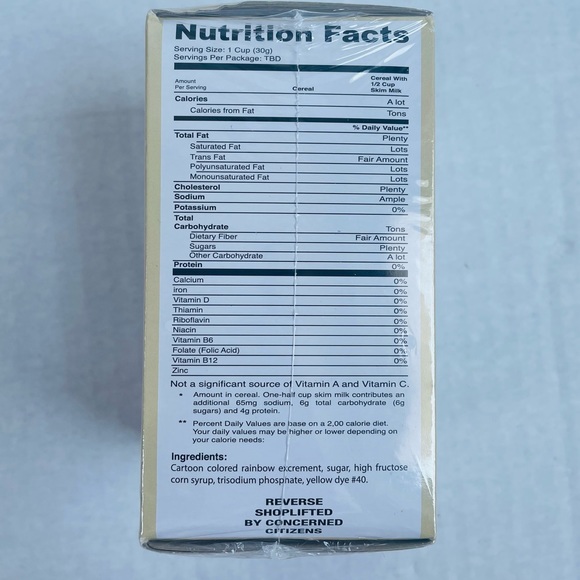 Nutrition Facts
Serving Size: 1 Cup (30g)
Servings Per Package: TBD
Amount Per Serving Cereal Cereal With 1/2 Cup Skim Milk
Calories A lot
Calories from Fat Tons
% Daily Value**
Total Fat Plenty
Saturated Fat Lots
Trans Fat Fair Amount
Polyunsaturated Fat Lots
Monounsaturated Fat Lots
Cholesterol Plenty
Sodium Ample
Potassium 0%
Total
Carbohydrate Tons
Dietary Fiber Fair Amount
Sugars Plenty
Other Carbohydrate A lot
Protein 0%
Calcium 0%
iron 0%
Vitamin D 0%
Thiamin 0%
Riboflavin 0%
Niacin 0%
Vitamin B6 0%
Folate (Folic Acid) 0%
Vitamin B12 0%
Zinc
Not a significant source of Vitamin A and Vitamin C.
* Amount in cereal. One-half cup skim milk contributes an
additional 65mg sodium, 6g total carbohydrate (6g
sugars) and 4g protein.
** Percent Daily Values are base on a 2,00 calorie diet.
Your daily values may be higher or lower depending on
your calorie needs:
Ingredients:
Cartoon colored rainbow excrement, sugar, high fructose
corn syrup, trisodium phosphate, yellow dye #40.
REVERSE
SHOPLIFTED
BY CONCERNED
CITIZENS